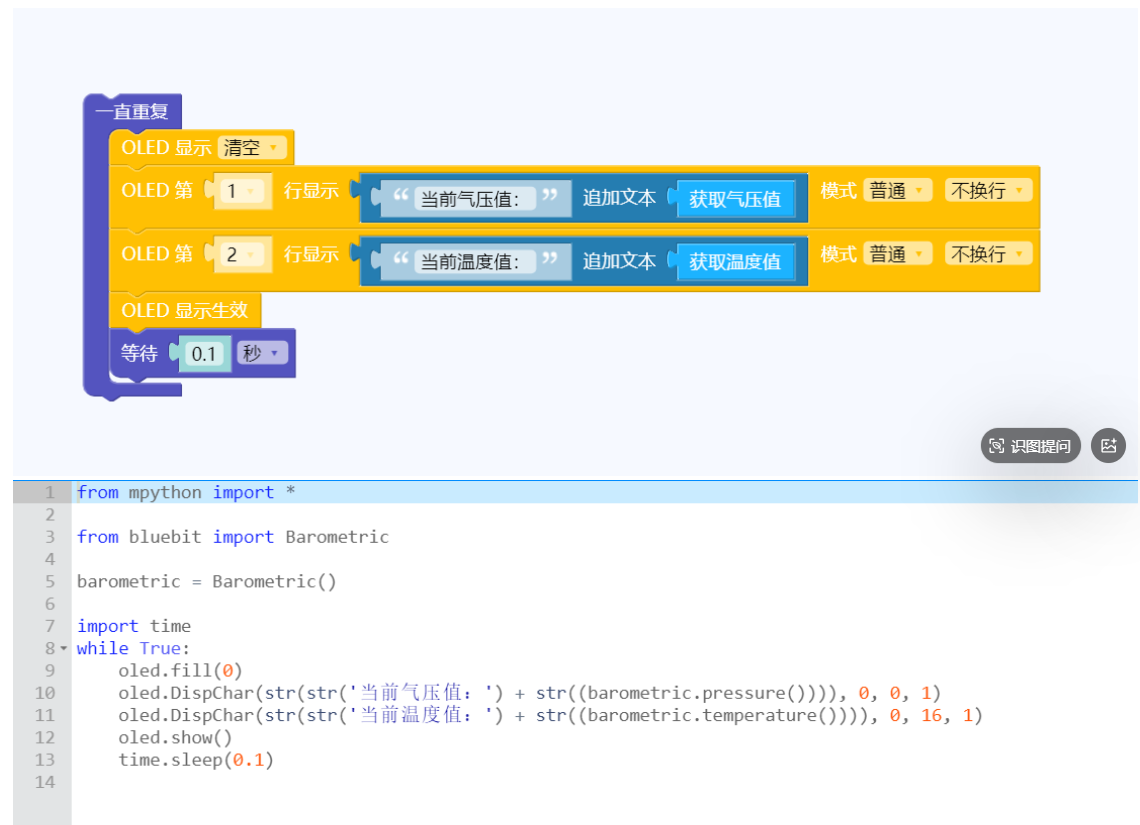 一直重复
OLED 显示 清空
OLED 第 1 行显示 “ 当前气压值： ” 追加文本 获取气压值 模式 普通 不换行
OLED 第 2 行显示 “ 当前温度值： ” 追加文本 获取温度值 模式 普通 不换行
OLED 显示生效
等待 0.1 秒
识图提问
1 from mpython import *
2
3 from bluebit import Barometric
4
5 barometric = Barometric()
6
7 import time
8 while True:
9 oled.fill(0)
10 oled.DispChar(str(str('当前气压值：') + str((barometric.pressure()))), 0, 0, 1)
11 oled.DispChar(str(str('当前温度值：') + str((barometric.temperature()))), 0, 16, 1)
12 oled.show()
13 time.sleep(0.1)
14